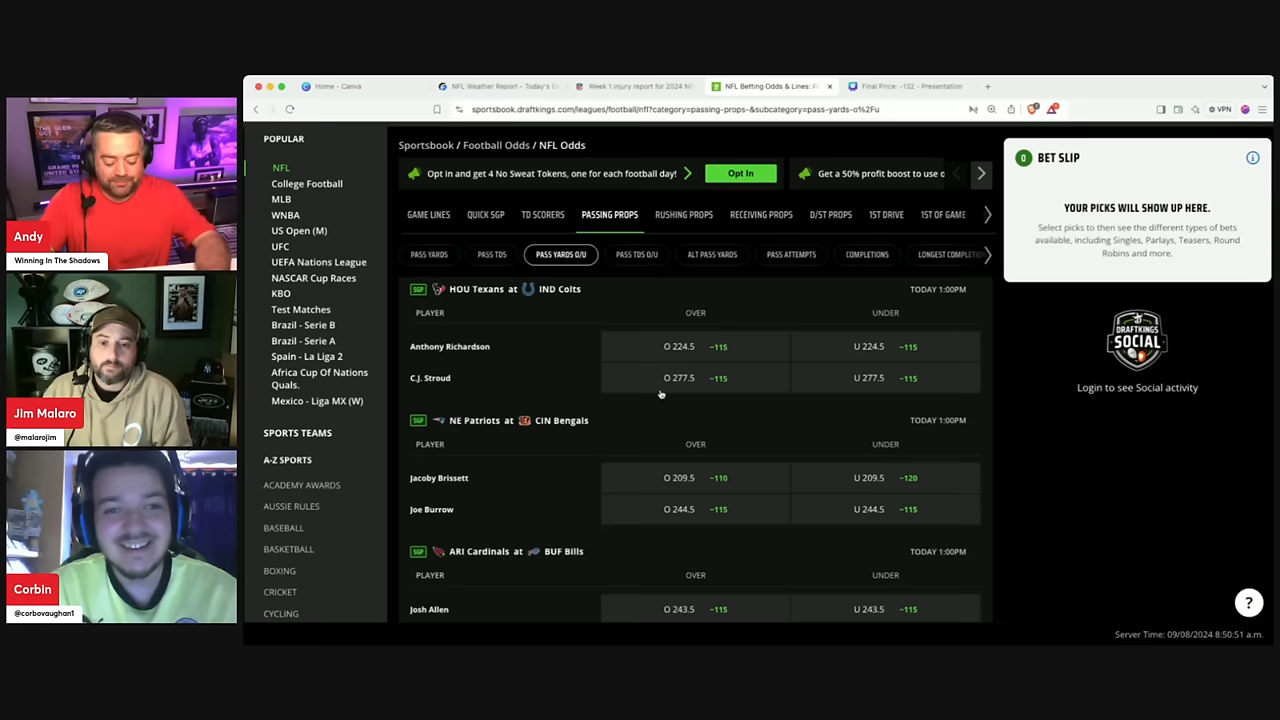 Home - Canva
NFL Weather Report - Today's D
Week 1 injury report for 2024 NF
NFL Betting Odds & Lines: P
Final Price: -132 - Presentation
sportsbook.draftkings.com/leagues/football/nfl?category=passing-props-&subcategory=pass-yards-o%2Fu
VPN
POPULAR
NFL
College Football
MLB
WNBA
US Open (M)
UFC
UEFA Nations League
NASCAR Cup Races
KBO
Test Matches
Brazil - Serie B
Brazil - Serie A
Spain - La Liga 2
Africa Cup Of Nations
Quals.
Mexico - Liga MX (W)
SPORTS TEAMS
A-Z SPORTS
ACADEMY AWARDS
AUSSIE RULES
BASEBALL
BASKETBALL
BOXING
CRICKET
CYCLING
Sportsbook / Football Odds / NFL Odds
Opt in and get 4 No Sweat Tokens, one for each football day!
Opt In
Get a 50% profit boost to use o
GAME LINES QUICK SGP TD SCORERS PASSING PROPS RUSHING PROPS RECEIVING PROPS D/ST PROPS 1ST DRIVE 1ST OF GAME
PASS YARDS PASS TDS PASS YARDS O/U PASS TDS O/U ALT PASS YARDS PASS ATTEMPTS COMPLETIONS LONGEST COMPLETION
SGP HOU Texans at IND Colts TODAY 1:00PM
PLAYER OVER UNDER
Anthony Richardson O 224.5 -115 U 224.5 -115
C.J. Stroud O 277.5 -115 U 277.5 -115
SGP NE Patriots at CIN Bengals TODAY 1:00PM
PLAYER OVER UNDER
Jacoby Brissett O 209.5 -110 U 209.5 -120
Joe Burrow O 244.5 -115 U 244.5 -115
SGP ARI Cardinals at BUF Bills TODAY 1:00PM
PLAYER OVER UNDER
Josh Allen O 243.5 -115 U 243.5 -115
0 BET SLIP
YOUR PICKS WILL SHOW UP HERE.
Select picks to then see the different types of bets
available, including Singles, Parlays, Teasers, Round
Robins and more.
DRAFTKINGS
SOCIAL
Login to see Social activity
?
Server Time: 09/08/2024 8:50:51 a.m.
Andy
Winning In The Shadows
Jim Malaro
@malarojim
Corbin
@corbovaughan1